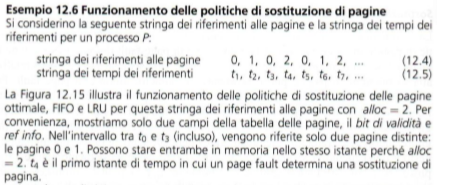 Esempio 12.6 Funzionamento delle politiche di sostituzione di pagine
Si considerino la seguente stringa dei riferimenti alle pagine e la stringa dei tempi dei
riferimenti per un processo P:
stringa dei riferimenti alle pagine 0, 1, 0, 2, 0, 1, 2, ... (12.4)
stringa dei tempi dei riferimenti t₁, t₂, t₃, t₄, t₅, t₆, t₇, ... (12.5)
La Figura 12.15 illustra il funzionamento delle politiche di sostituzione delle pagine
ottimale, FIFO e LRU per questa stringa dei riferimenti alle pagine con alloc = 2. Per
convenienza, mostriamo solo due campi della tabella delle pagine, il bit di validità e
ref info. Nell'intervallo tra t₀ e t₃ (incluso), vengono riferite solo due pagine distinte:
le pagine 0 e 1. Possono stare entrambe in memoria nello stesso istante perché alloc
= 2. t₄ è il primo istante di tempo in cui un page fault determina una sostituzione di
pagina.